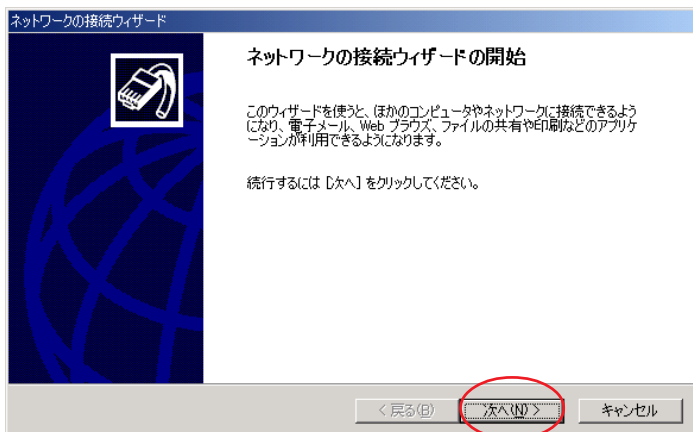 ネットワークの接続ウィザード
ネットワークの接続ウィザードの開始
このウィザードを使うと、ほかのコンピュータやネットワークに接続できるよう
になり、電子メール、Web ブラウズ、ファイルの共有や印刷などのアプリケ
ーションが利用できるようになります。
続行するには [次へ] をクリックしてください。
< 戻る(B)
次へ(N) >
キャンセル